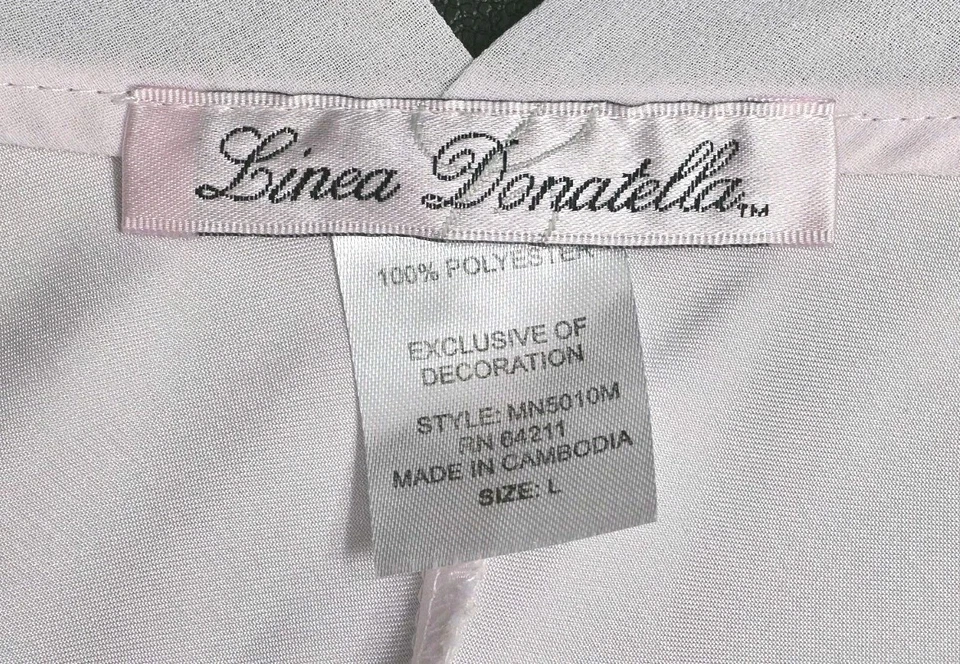 Linea Donatella™
100% POLYESTER
EXCLUSIVE OF
DECORATION
STYLE: MN5010M
RN 64211
MADE IN CAMBODIA
SIZE: L